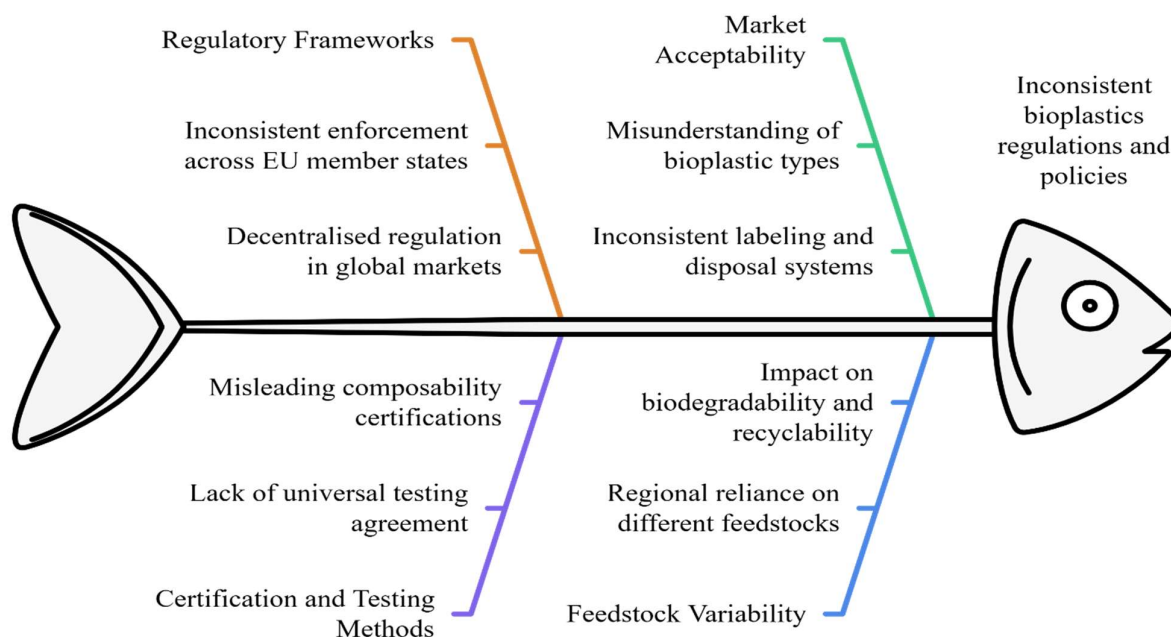 Regulatory Frameworks
Inconsistent enforcement
across EU member states
Decentralised regulation
in global markets
Market
Acceptability
Misunderstanding of
bioplastic types
Inconsistent labeling and
disposal systems
Inconsistent
bioplastics
regulations and
policies
Misleading composability
certifications
Lack of universal testing
agreement
Certification and Testing
Methods
Impact on
biodegradability and
recyclability
Regional reliance on
different feedstocks
Feedstock Variability